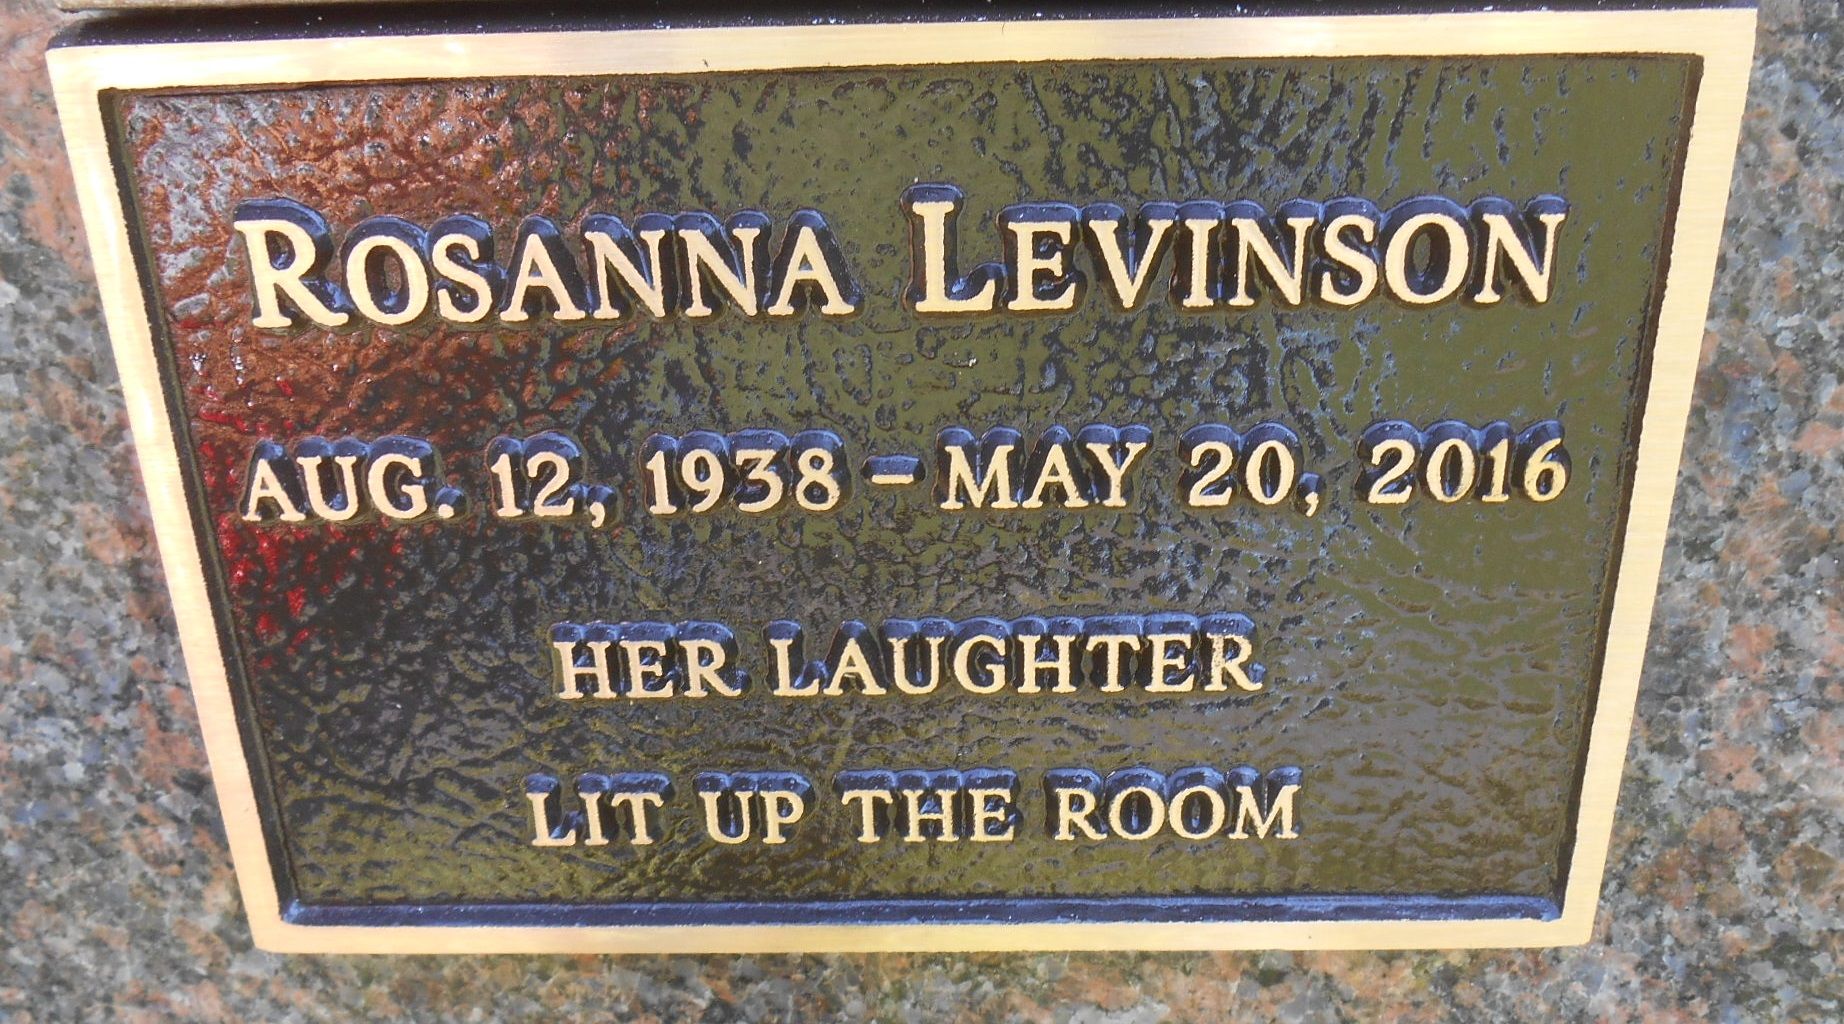 ROSANNA LEVINSON
AUG. 12, 1938 - MAY 20, 2016
HER LAUGHTER
LIT UP THE ROOM